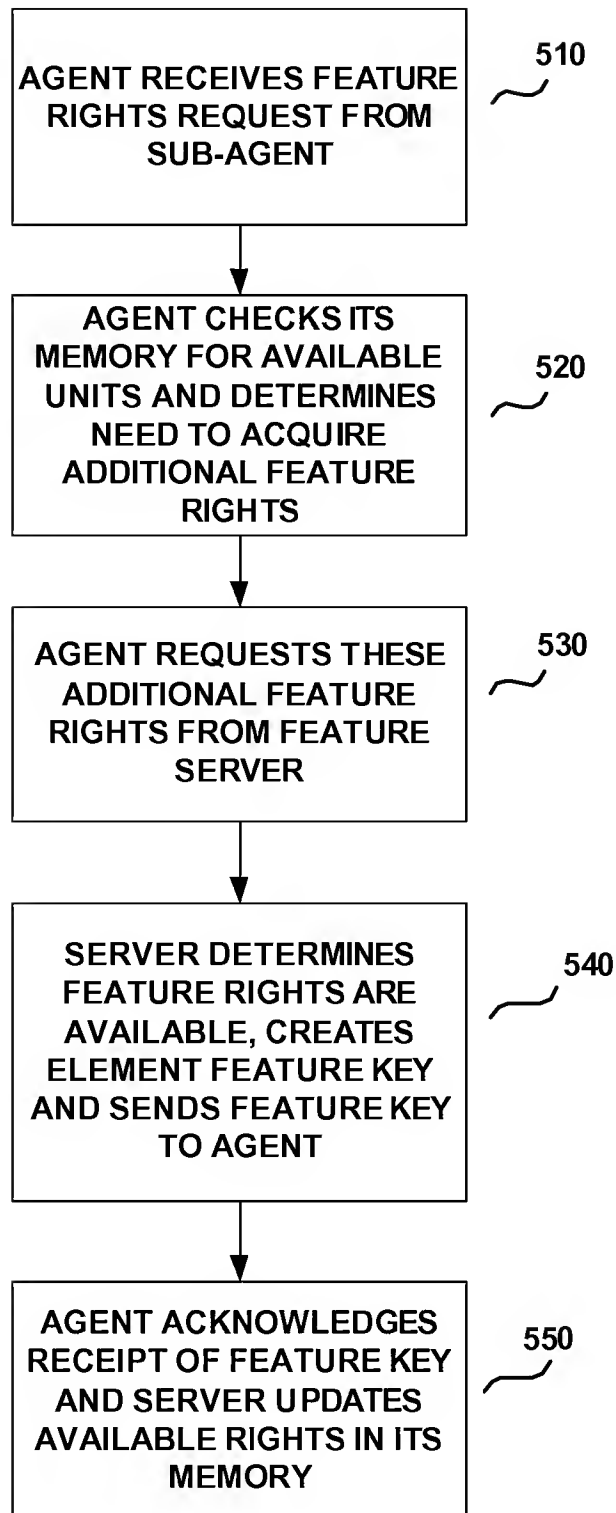 AGENT RECEIVES FEATURE
RIGHTS REQUEST FROM
SUB-AGENT
510
AGENT CHECKS ITS
MEMORY FOR AVAILABLE
UNITS AND DETERMINES
NEED TO ACQUIRE
ADDITIONAL FEATURE
RIGHTS
520
AGENT REQUESTS THESE
ADDITIONAL FEATURE
RIGHTS FROM FEATURE
SERVER
530
SERVER DETERMINES
FEATURE RIGHTS ARE
AVAILABLE, CREATES
ELEMENT FEATURE KEY
AND SENDS FEATURE KEY
TO AGENT
540
AGENT ACKNOWLEDGES
RECEIPT OF FEATURE KEY
AND SERVER UPDATES
AVAILABLE RIGHTS IN ITS
MEMORY
550